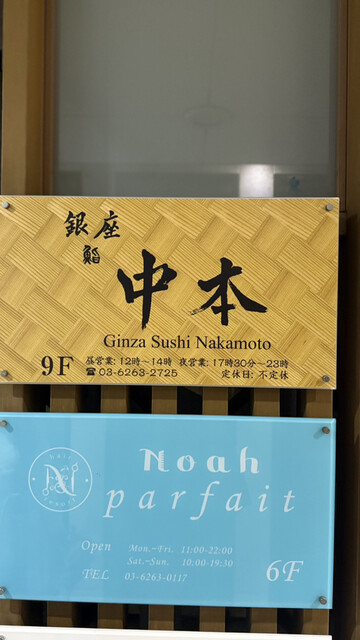 銀座
鮨
中本
Ginza Sushi Nakamoto
9F 昼営業: 12時～14時 夜営業: 17時30分～23時
☎ 03-6263-2725 定休日: 不定休
Noah
parfait
Open Mon.-Fri. 11:00-22:00
Sat.-Sun. 10:00-19:30
TEL 03-6263-0117 6F